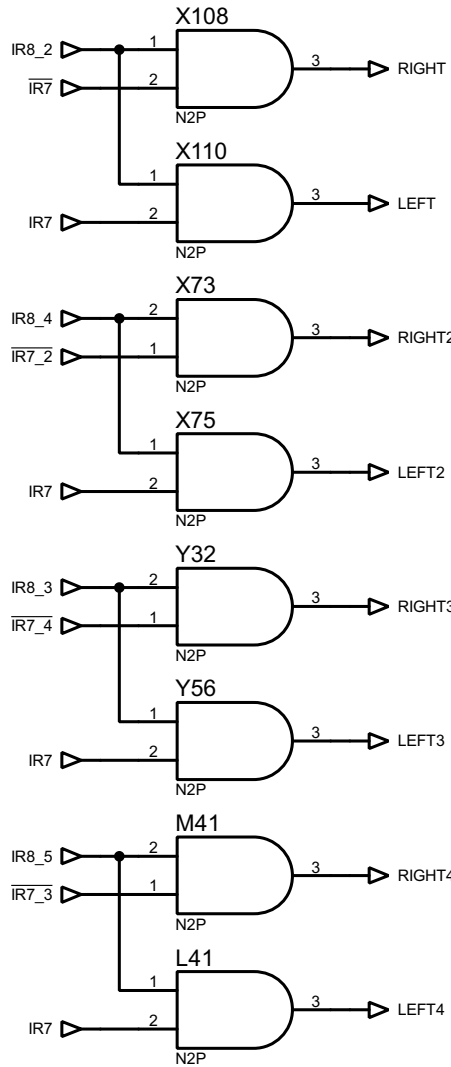 X108
IR8_2 1 3 RIGHT
IR7 2
N2P
X110
1 3 LEFT
IR7 2
N2P
X73
IR8_4 2 3 RIGHT2
IR7_2 1
N2P
X75
1 3 LEFT2
IR7 2
N2P
Y32
IR8_3 2 3 RIGHT3
IR7_4 1
N2P
Y56
1 3 LEFT3
IR7 2
N2P
M41
IR8_5 2 3 RIGHT4
IR7_3 1
N2P
L41
1 3 LEFT4
IR7 2
N2P